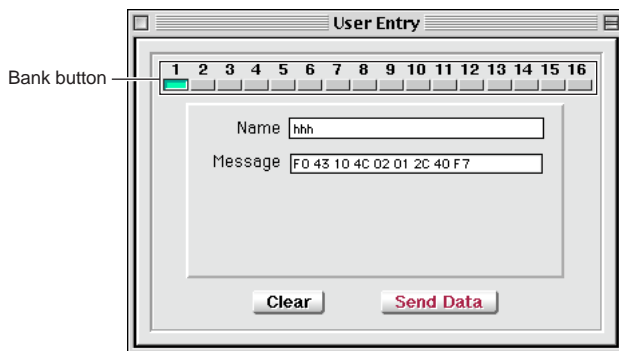 User Entry
Bank button
1 2 3 4 5 6 7 8 9 10 11 12 13 14 15 16
Name hhh
Message F0 43 10 4C 02 01 2C 40 F7
Clear Send Data